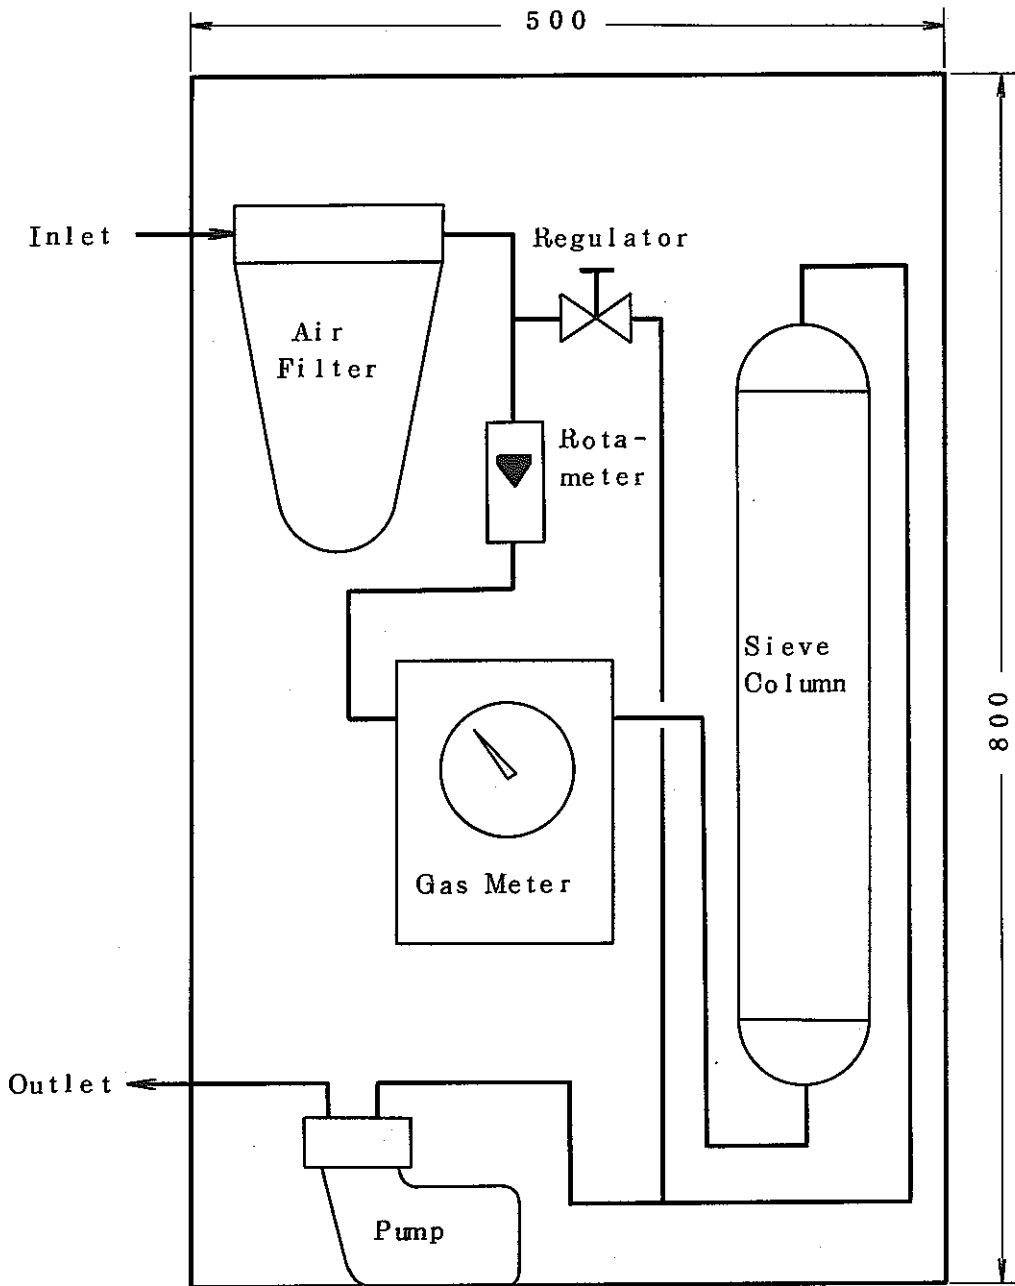 500
Inlet
Regulator
Air
Filter
Rota-
meter
Sieve
Column
800
Gas Meter
Outlet
Pump